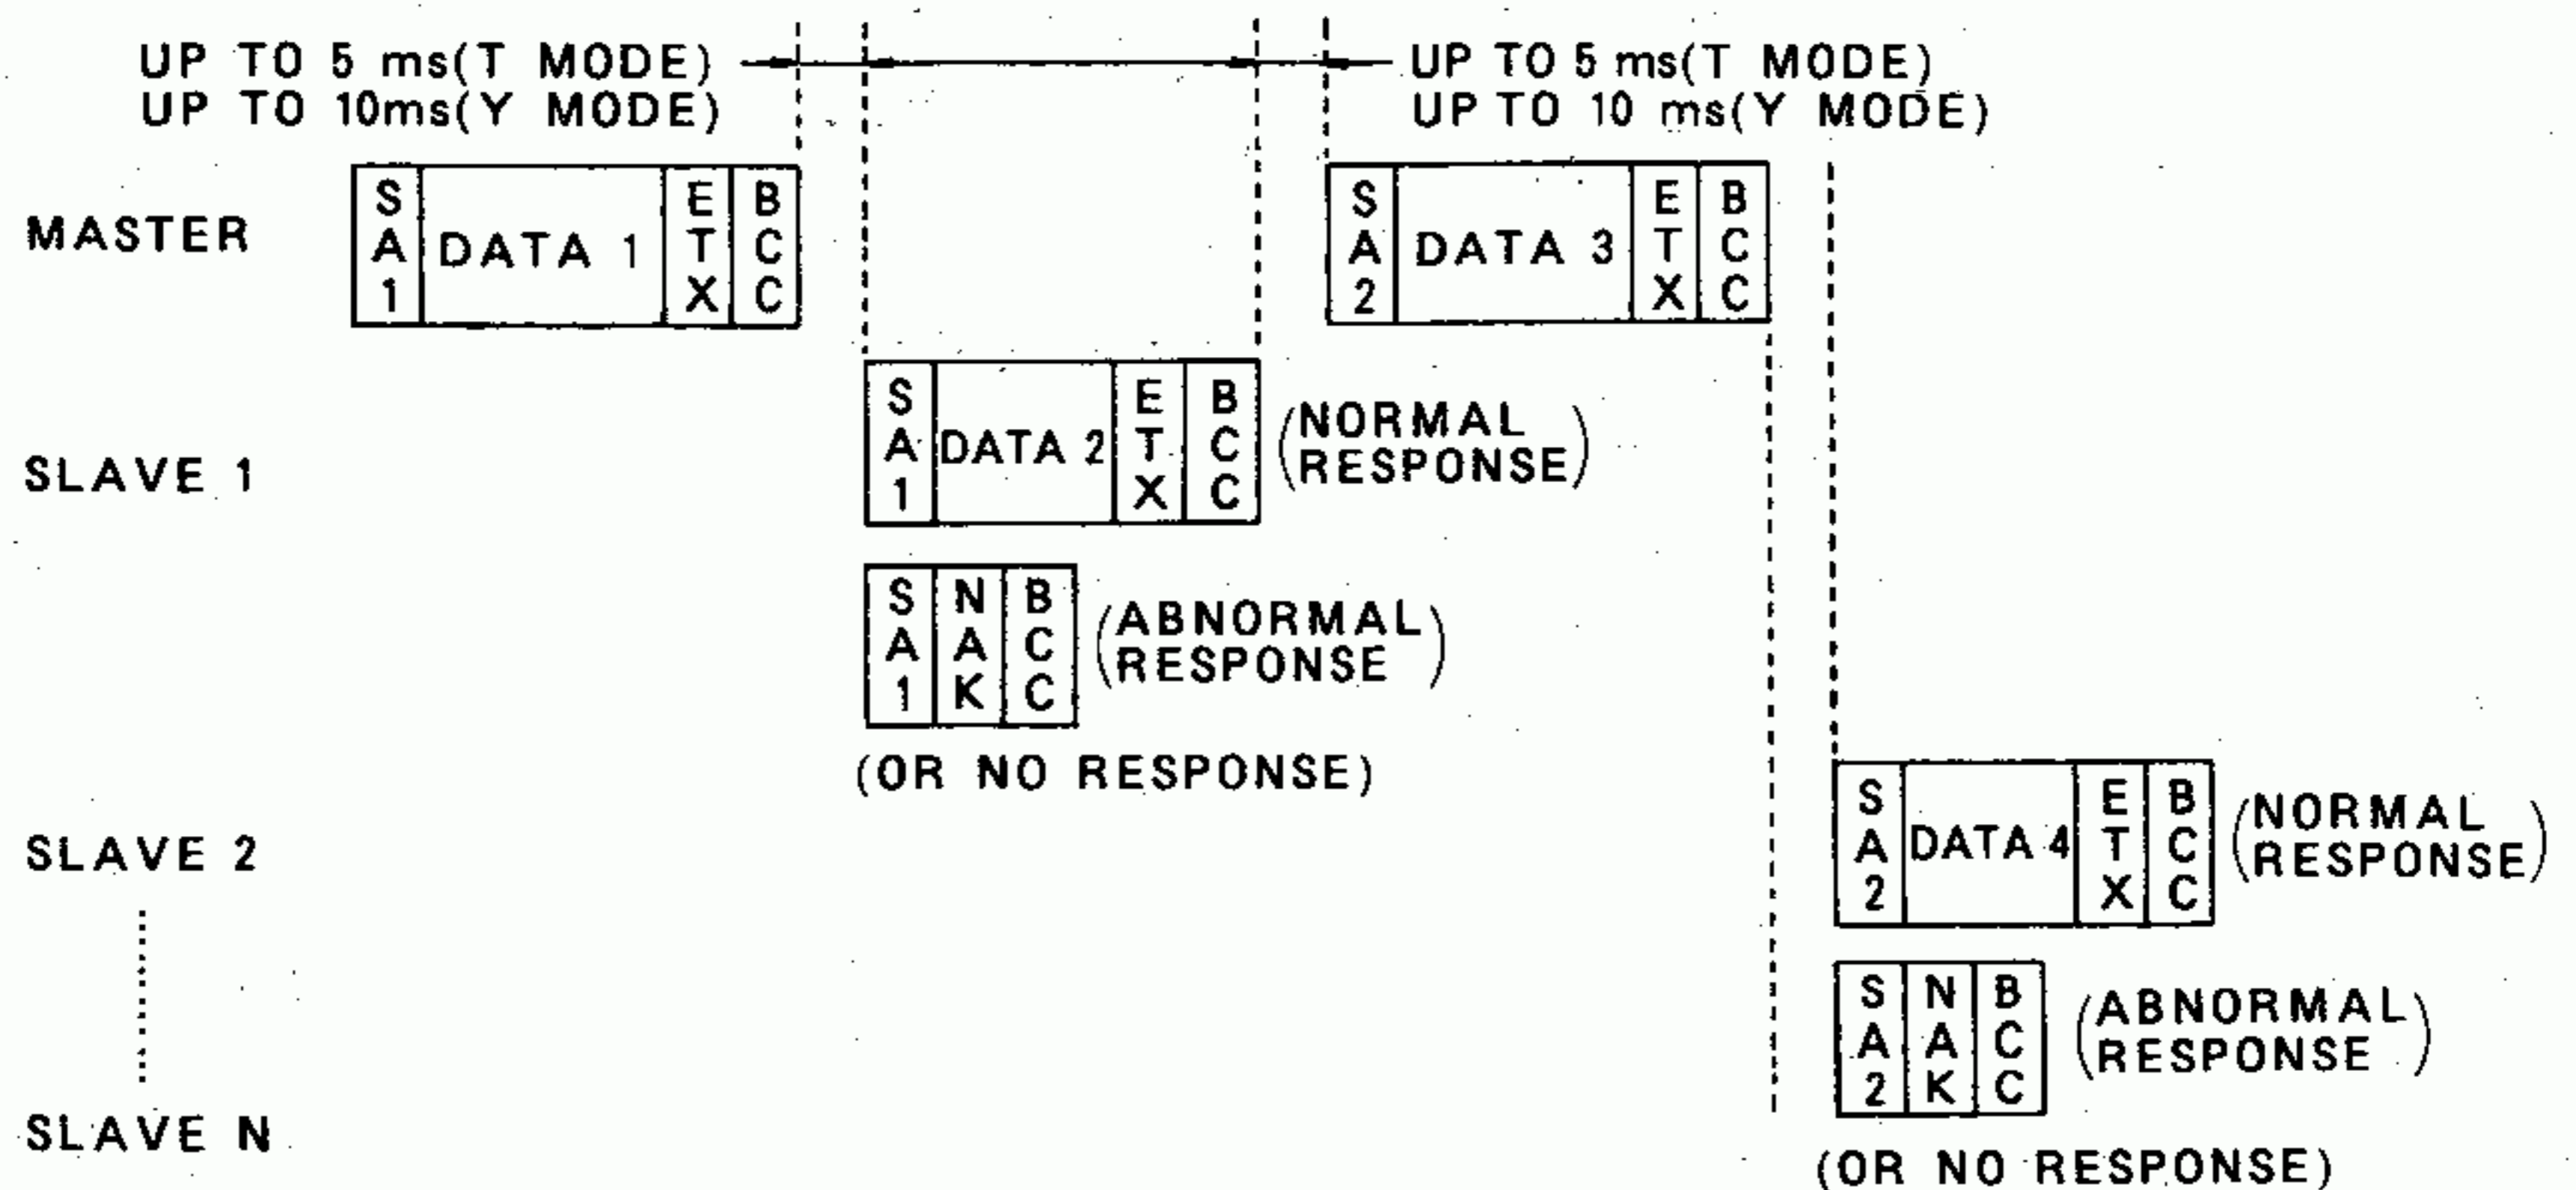 UP TO 5 ms(T MODE)
UP TO 10ms(Y MODE)
UP TO 5 ms(T MODE)
UP TO 10 ms(Y MODE)
MASTER
SA1 DATA 1 ETX BCC
SA2 DATA 3 ETX BCC
SLAVE 1
SA1 DATA 2 ETX BCC
(NORMAL
RESPONSE)
SA1 NAK BCC
(ABNORMAL
RESPONSE)
(OR NO RESPONSE)
SLAVE 2
SA2 DATA 4 ETX BCC
(NORMAL
RESPONSE)
SA2 NAK BCC
(ABNORMAL
RESPONSE)
(OR NO RESPONSE)
SLAVE N